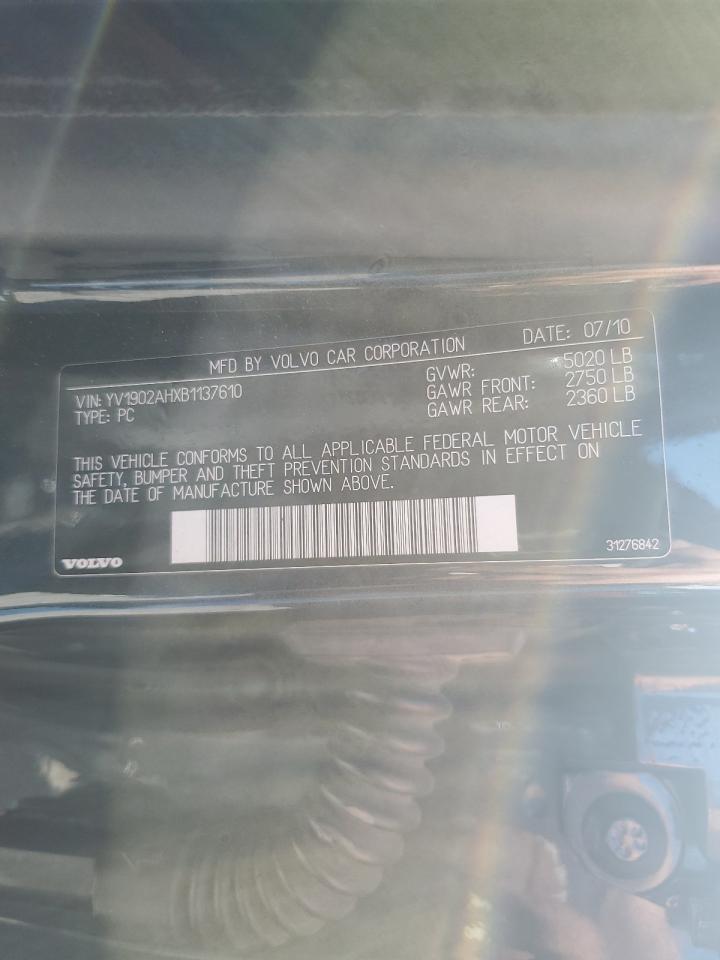 MFD BY VOLVO CAR CORPORATION DATE: 07/10
VIN: YV1902AHXB1137610 GVWR: 5020 LB
TYPE: PC GAWR FRONT: 2750 LB
GAWR REAR: 2360 LB
THIS VEHICLE CONFORMS TO ALL APPLICABLE FEDERAL MOTOR VEHICLE
SAFETY, BUMPER AND THEFT PREVENTION STANDARDS IN EFFECT ON
THE DATE OF MANUFACTURE SHOWN ABOVE.
VOLVO 31276842